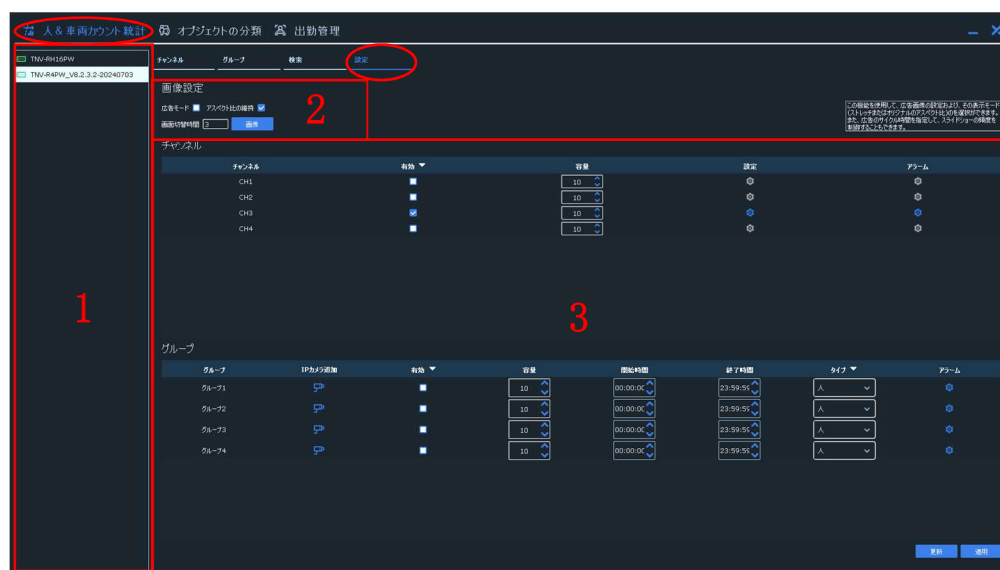 人&車両カウント統計 オブジェクトの分類 出勤管理
TNV-RH16PW
TNV-R4PW_V8.2.3.2-20240703
チャンネル グループ 検索 設定
画像設定
広告モード アスペクト比の維持
画面切替時間 3 画像
この機能を使用して、広告画像の設定および、その表示モード
(ストレッチまたはオリジナルのアスペクト比)のを選択ができます。
また、広告のサイクル時間を指定して、スライドショーの頻度を
制御することもできます。
1
2
3
チャンネル
チャンネル 有効 容量 設定 アラーム
CH1 10
CH2 10
CH3 10
CH4 10
グループ
グループ IPカメラ追加 有効 容量 開始時間 終了時間 タイプ アラーム
グループ1 10 00:00:00 23:59:59 人
グループ2 10 00:00:00 23:59:59 人
グループ3 10 00:00:00 23:59:59 人
グループ4 10 00:00:00 23:59:59 人
更新 適用